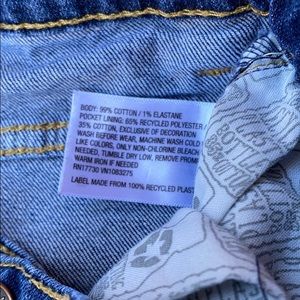 BODY: 99% COTTON / 1% ELASTANE
POCKET LINING: 65% RECYCLED POLYESTER
35% COTTON, EXCLUSIVE OF DECORATION
WASH BEFORE WEAR, MACHINE WASH COLD
LIKE COLORS, ONLY NON-CHLORINE BLEACH
NEEDED, TUMBLE DRY LOW, REMOVE PROM
WARM IRON IF NEEDED
RN17730 VN1083275
LABEL MADE FROM 100% RECYCLED PLAST